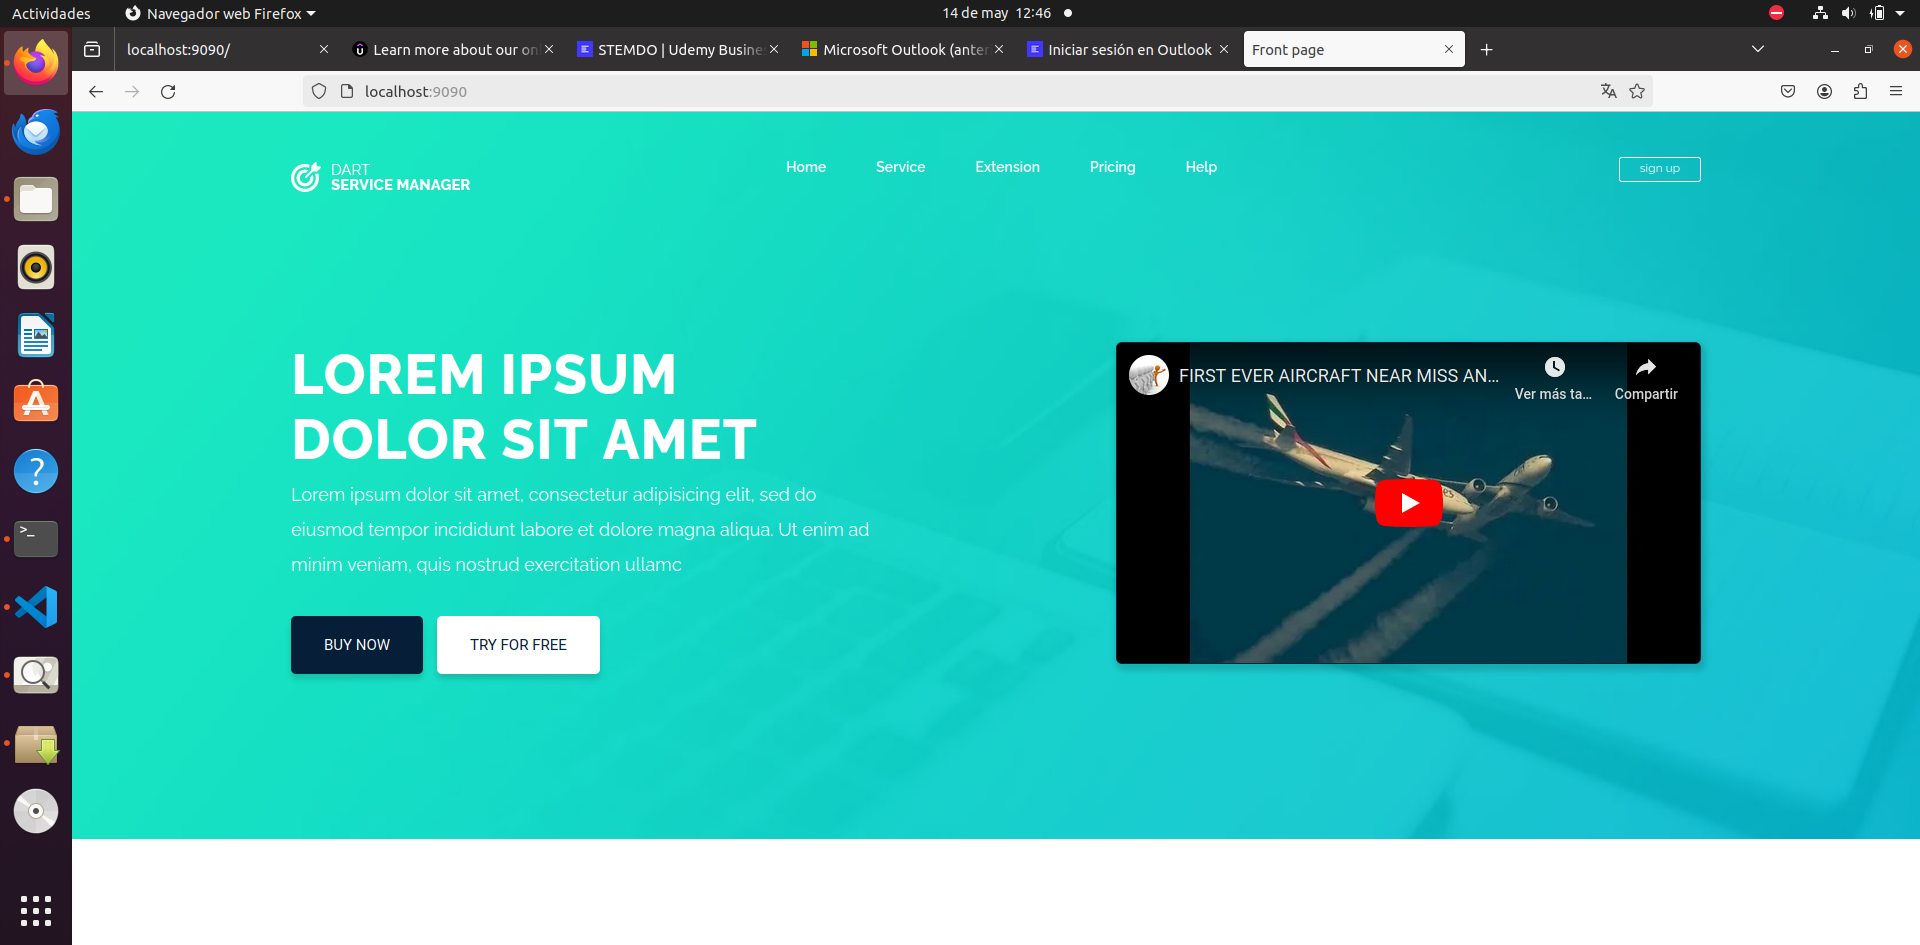 Actividades
Navegador web Firefox
14 de may 12:46
localhost:9090/
Learn more about our on
STEMDO | Udemy Busine
Microsoft Outlook (anter
Iniciar sesión en Outlook
Front page
localhost:9090
DART
SERVICE MANAGER
Home
Service
Extension
Pricing
Help
sign up
LOREM IPSUM
DOLOR SIT AMET
Lorem ipsum dolor sit amet, consectetur adipisicing elit, sed do
eiusmod tempor incididunt labore et dolore magna aliqua. Ut enim ad
minim veniam, quis nostrud exercitation ullamc
BUY NOW
TRY FOR FREE
FIRST EVER AIRCRAFT NEAR MISS AN...
Ver más ta...
Compartir